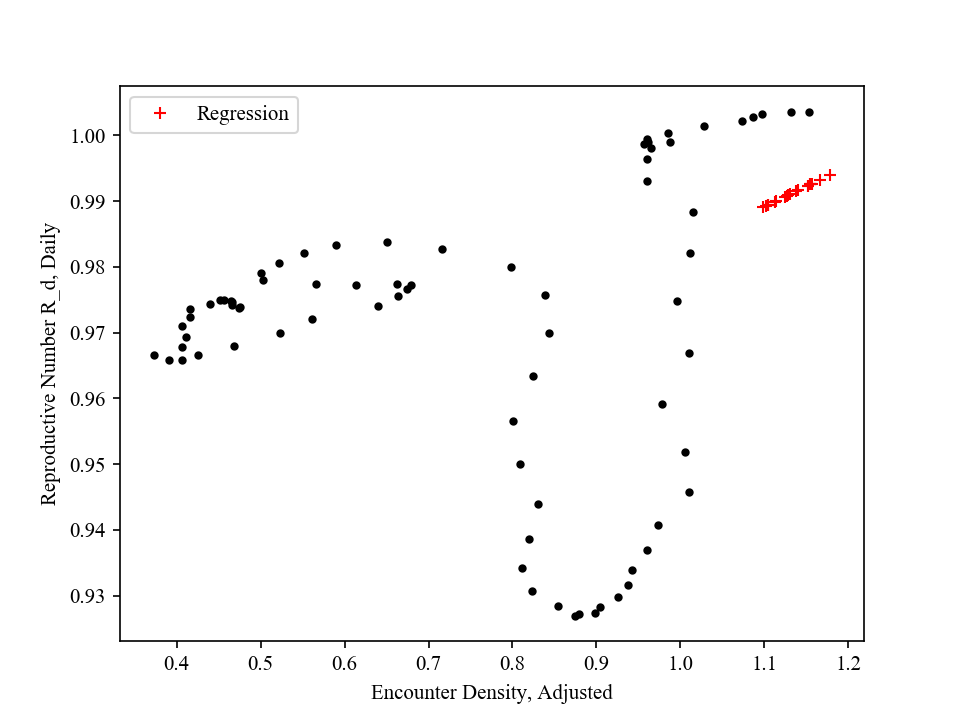 Regression
1.00
0.99
0.98
0.97
0.96
0.95
0.94
0.93
Reproductive Number R_d, Daily
0.4 0.5 0.6 0.7 0.8 0.9 1.0 1.1 1.2
Encounter Density, Adjusted